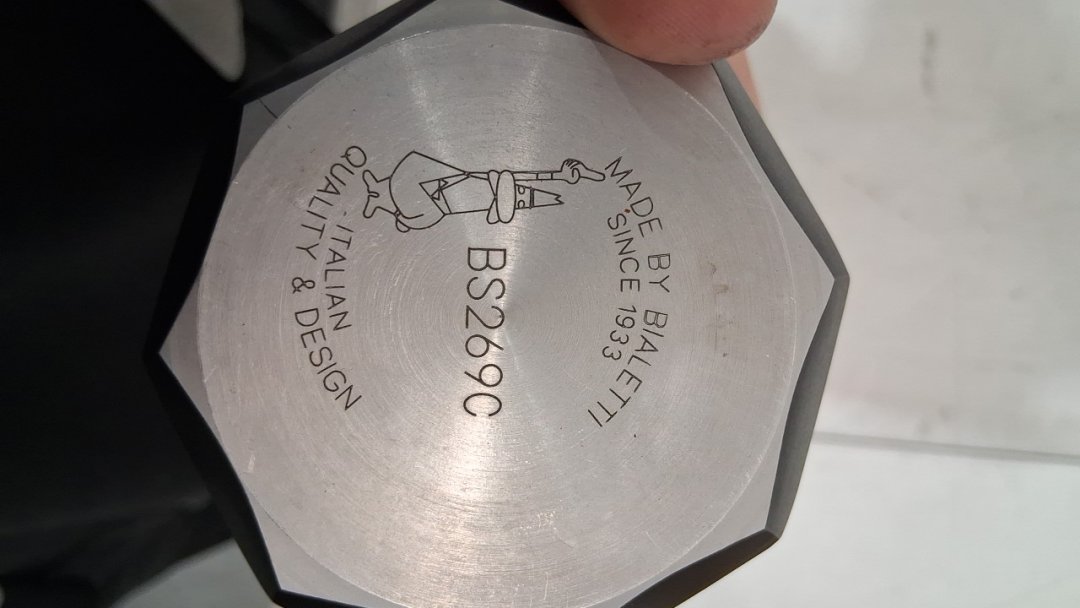 MADE BY BIALETTI
SINCE 1933
BS269C
ITALIAN
QUALITY & DESIGN